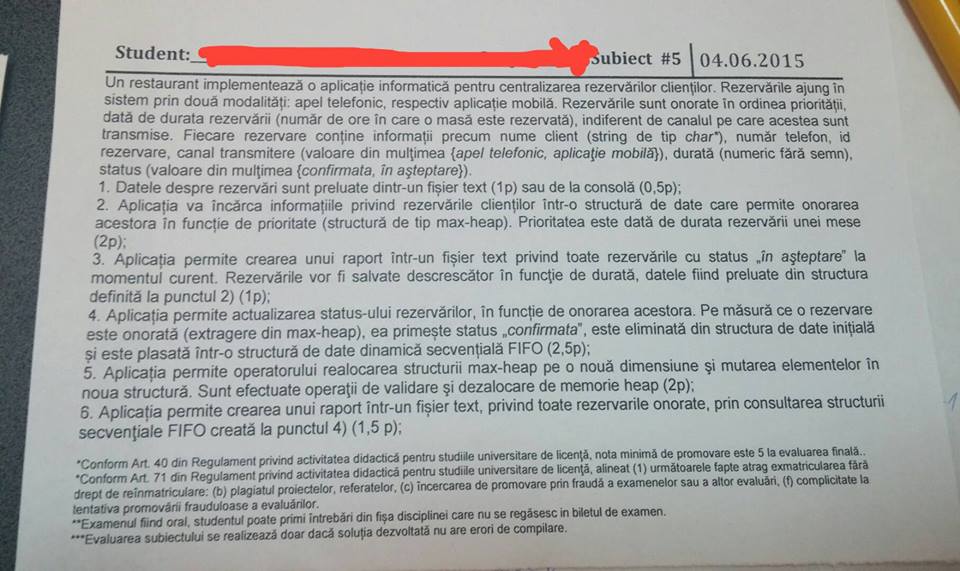 Student: Subiect #5 04.06.2015
Un restaurant implementează o aplicație informatică pentru centralizarea rezervărilor clienților. Rezervările ajung în
sistem prin două modalități: apel telefonic, respectiv aplicație mobilă. Rezervările sunt onorate în ordinea priorității,
dată de durata rezervării (număr de ore în care o masă este rezervată), indiferent de canalul pe care acestea sunt
transmise. Fiecare rezervare conține informații precum nume client (string de tip char*), număr telefon, id
rezervare, canal transmitere (valoare din mulţimea {apel telefonic, aplicaţie mobilă}), durată (numeric fără semn),
status (valoare din mulțimea {confirmata, în aşteptare}).
1. Datele despre rezervări sunt preluate dintr-un fișier text (1p) sau de la consolă (0,5p);
2. Aplicația va încărca informațiile privind rezervările clienților într-o structură de date care permite onorarea
acestora în funcție de prioritate (structură de tip max-heap). Prioritatea este dată de durata rezervării unei mese
(2p);
3. Aplicația permite crearea unui raport într-un fișier text privind toate rezervările cu status „în aşteptare” la
momentul curent. Rezervările vor fi salvate descrescător în funcţie de durată, datele fiind preluate din structura
definită la punctul 2) (1p);
4. Aplicația permite actualizarea status-ului rezervărilor, în funcție de onorarea acestora. Pe măsură ce o rezervare
este onorată (extragere din max-heap), ea primește status „confirmata”, este eliminată din structura de date inițială
și este plasată într-o structură de date dinamică secvențială FIFO (2,5p);
5. Aplicația permite operatorului realocarea structurii max-heap pe o nouă dimensiune şi mutarea elementelor în
noua structură. Sunt efectuate operaţii de validare şi dezalocare de memorie heap (2p);
6. Aplicația permite crearea unui raport într-un fișier text, privind toate rezervarile onorate, prin consultarea structurii
secvenţiale FIFO creată la punctul 4) (1,5 p);
*Conform Art. 40 din Regulament privind activitatea didactică pentru studiile universitare de licență, nota minimă de promovare este 5 la evaluarea finală..
*Conform Art. 71 din Regulament privind activitatea didactică pentru studiile universitare de licență, alineat (1) următoarele fapte atrag exmatricularea fără
drept de reînmatriculare: (b) plagiatul proiectelor, referatelor, (c) încercarea de promovare prin fraudă a examenelor sau a altor evaluări, (f) complicitate la
tentativa promovării frauduloase a evaluărilor.
**Examenul fiind oral, studentul poate primi întrebări din fișa disciplinei care nu se regăsesc in biletul de examen.
***Evaluarea subiectului se realizează doar dacă soluția dezvoltată nu are erori de compilare.